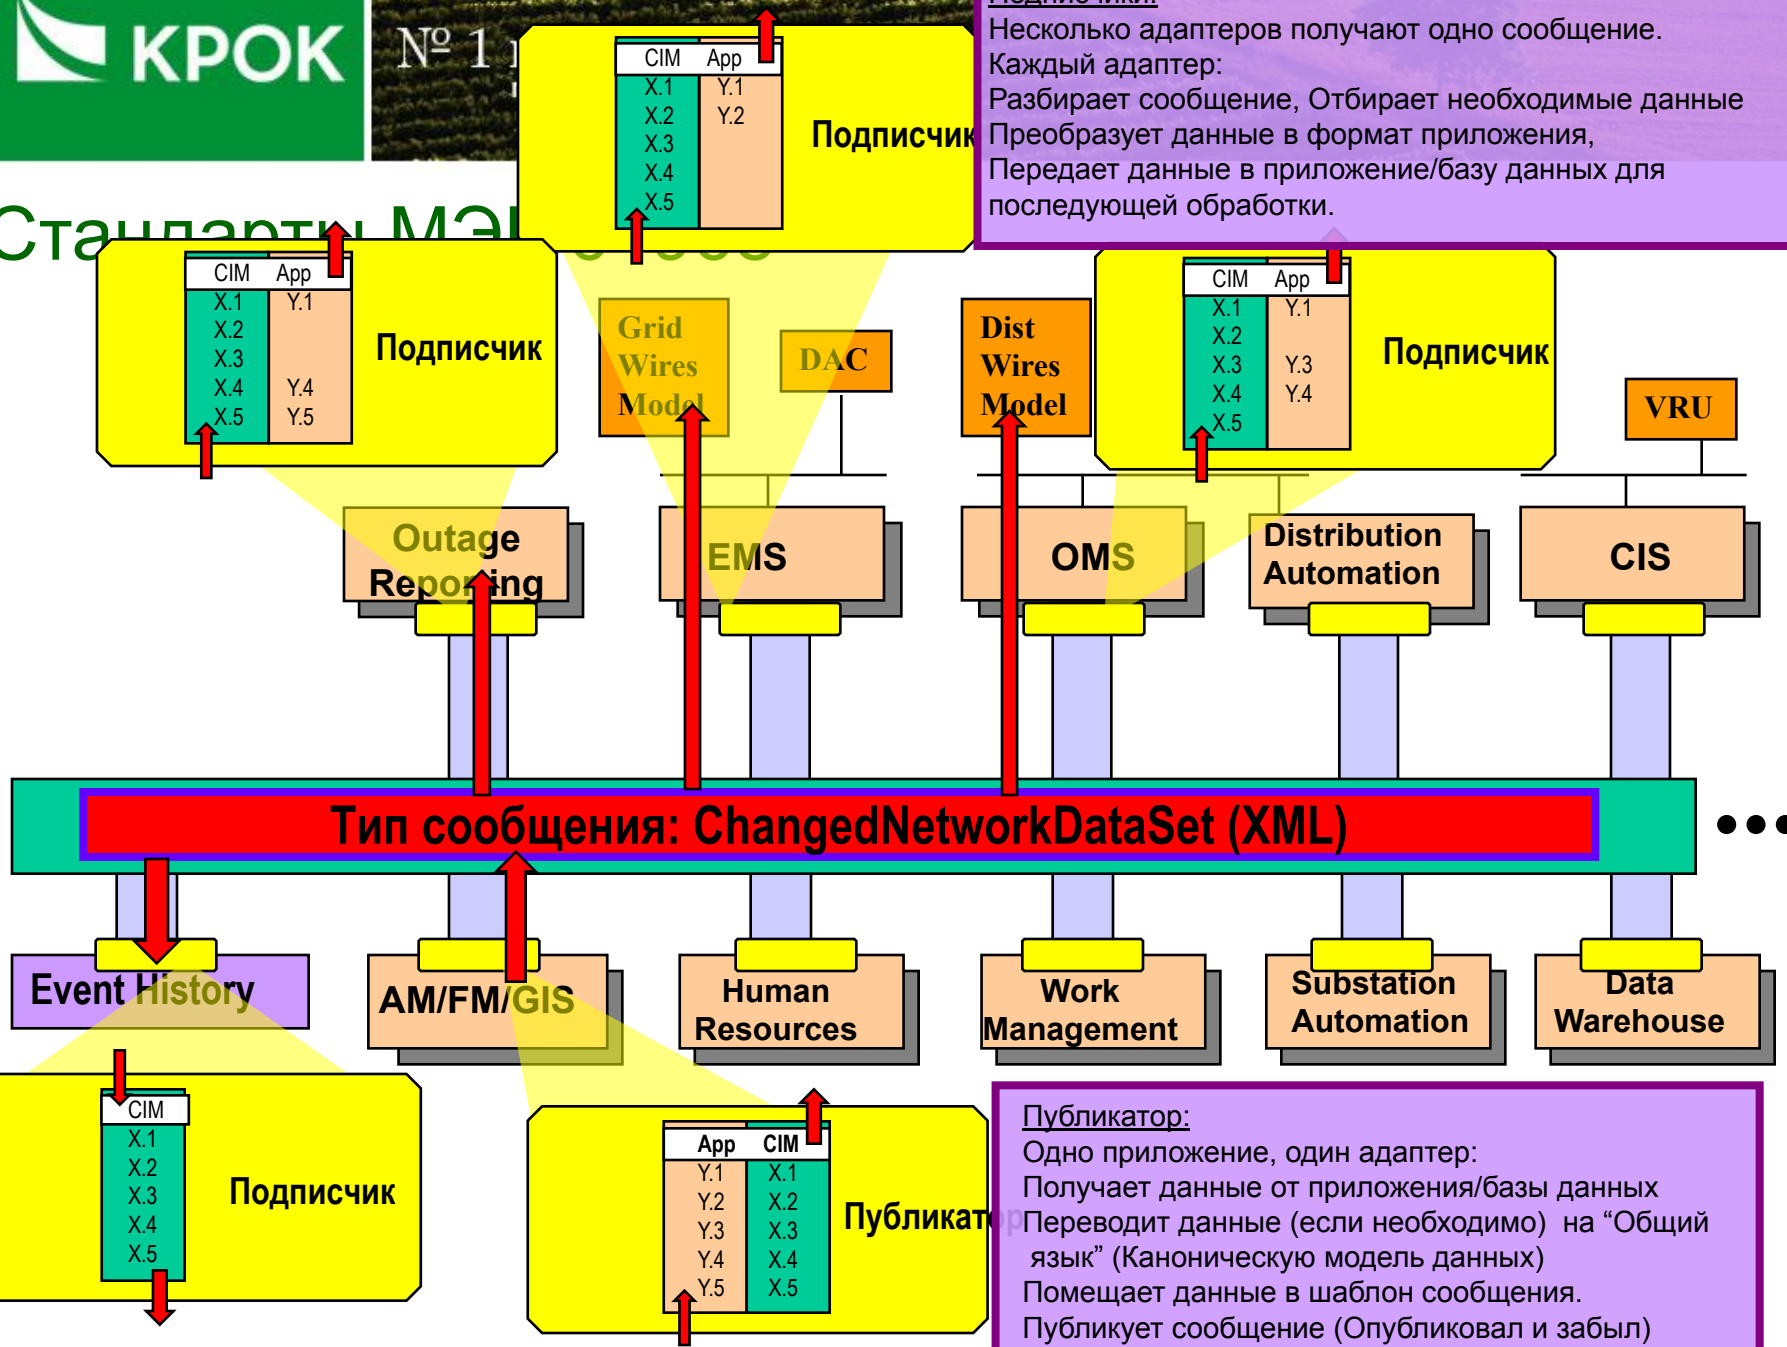 КРОК
№ 1
Подписчики:
Несколько адаптеров получают одно сообщение.
Каждый адаптер:
Разбирает сообщение, Отбирает необходимые данные
Преобразует данные в формат приложения,
Передает данные в приложение/базу данных для
последующей обработки.
CIM App
X.1 Y.1
X.2 Y.2
X.3
X.4
X.5
Подписчик
Стандарты
CIM App
X.1 Y.1
X.2
X.3
X.4 Y.4
X.5 Y.5
Подписчик
Grid
Wires
Model
DAC
Dist
Wires
Model
CIM App
X.1 Y.1
X.2
X.3 Y.3
X.4 Y.4
X.5
Подписчик
VRU
Outage
Reporting
EMS
OMS
Distribution
Automation
CIS
Тип сообщения: ChangedNetworkDataSet (XML)
Event History
AM/FM/GIS
Human
Resources
Work
Management
Substation
Automation
Data
Warehouse
CIM
X.1
X.2
X.3
X.4
X.5
Подписчик
App CIM
Y.1 X.1
Y.2 X.2
Y.3 X.3
Y.4 X.4
Y.5 X.5
Публикатор
Публикатор:
Одно приложение, один адаптер:
Получает данные от приложения/базы данных
Переводит данные (если необходимо) на “Общий
язык” (Каноническую модель данных)
Помещает данные в шаблон сообщения.
Публикует сообщение (Опубликовал и забыл)